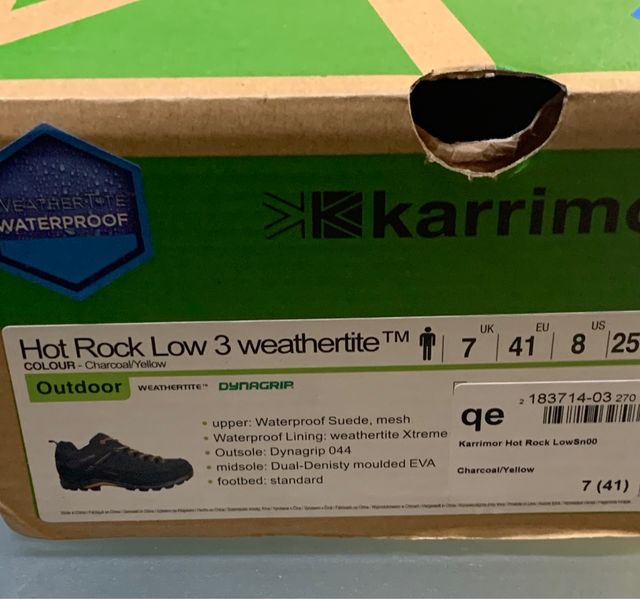 WEATHERTITE
WATERPROOF
karrimo
Hot Rock Low 3 weathertite™
COLOUR - Charcoal/Yellow
7 UK 41 EU 8 US 25
Outdoor WEATHERTITE™ DYNAGRIP
• upper: Waterproof Suede, mesh
• Waterproof Lining: weathertite Xtreme
• Outsole: Dynagrip 044
• midsole: Dual-Denisty moulded EVA
• footbed: standard
qe 2 183714-03 270
Karrimor Hot Rock LowSn00
Charcoal/Yellow
7 (41)